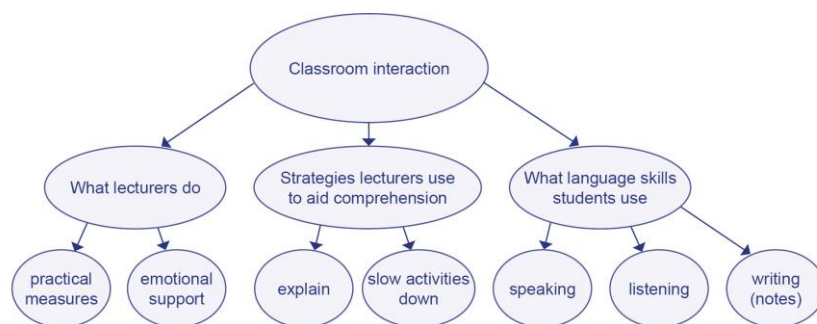 Classroom interaction
What lecturers do
Strategies lecturers use
to aid comprehension
What language skills
students use
practical
measures
emotional
support
explain
slow activities
down
speaking
listening
writing
(notes)